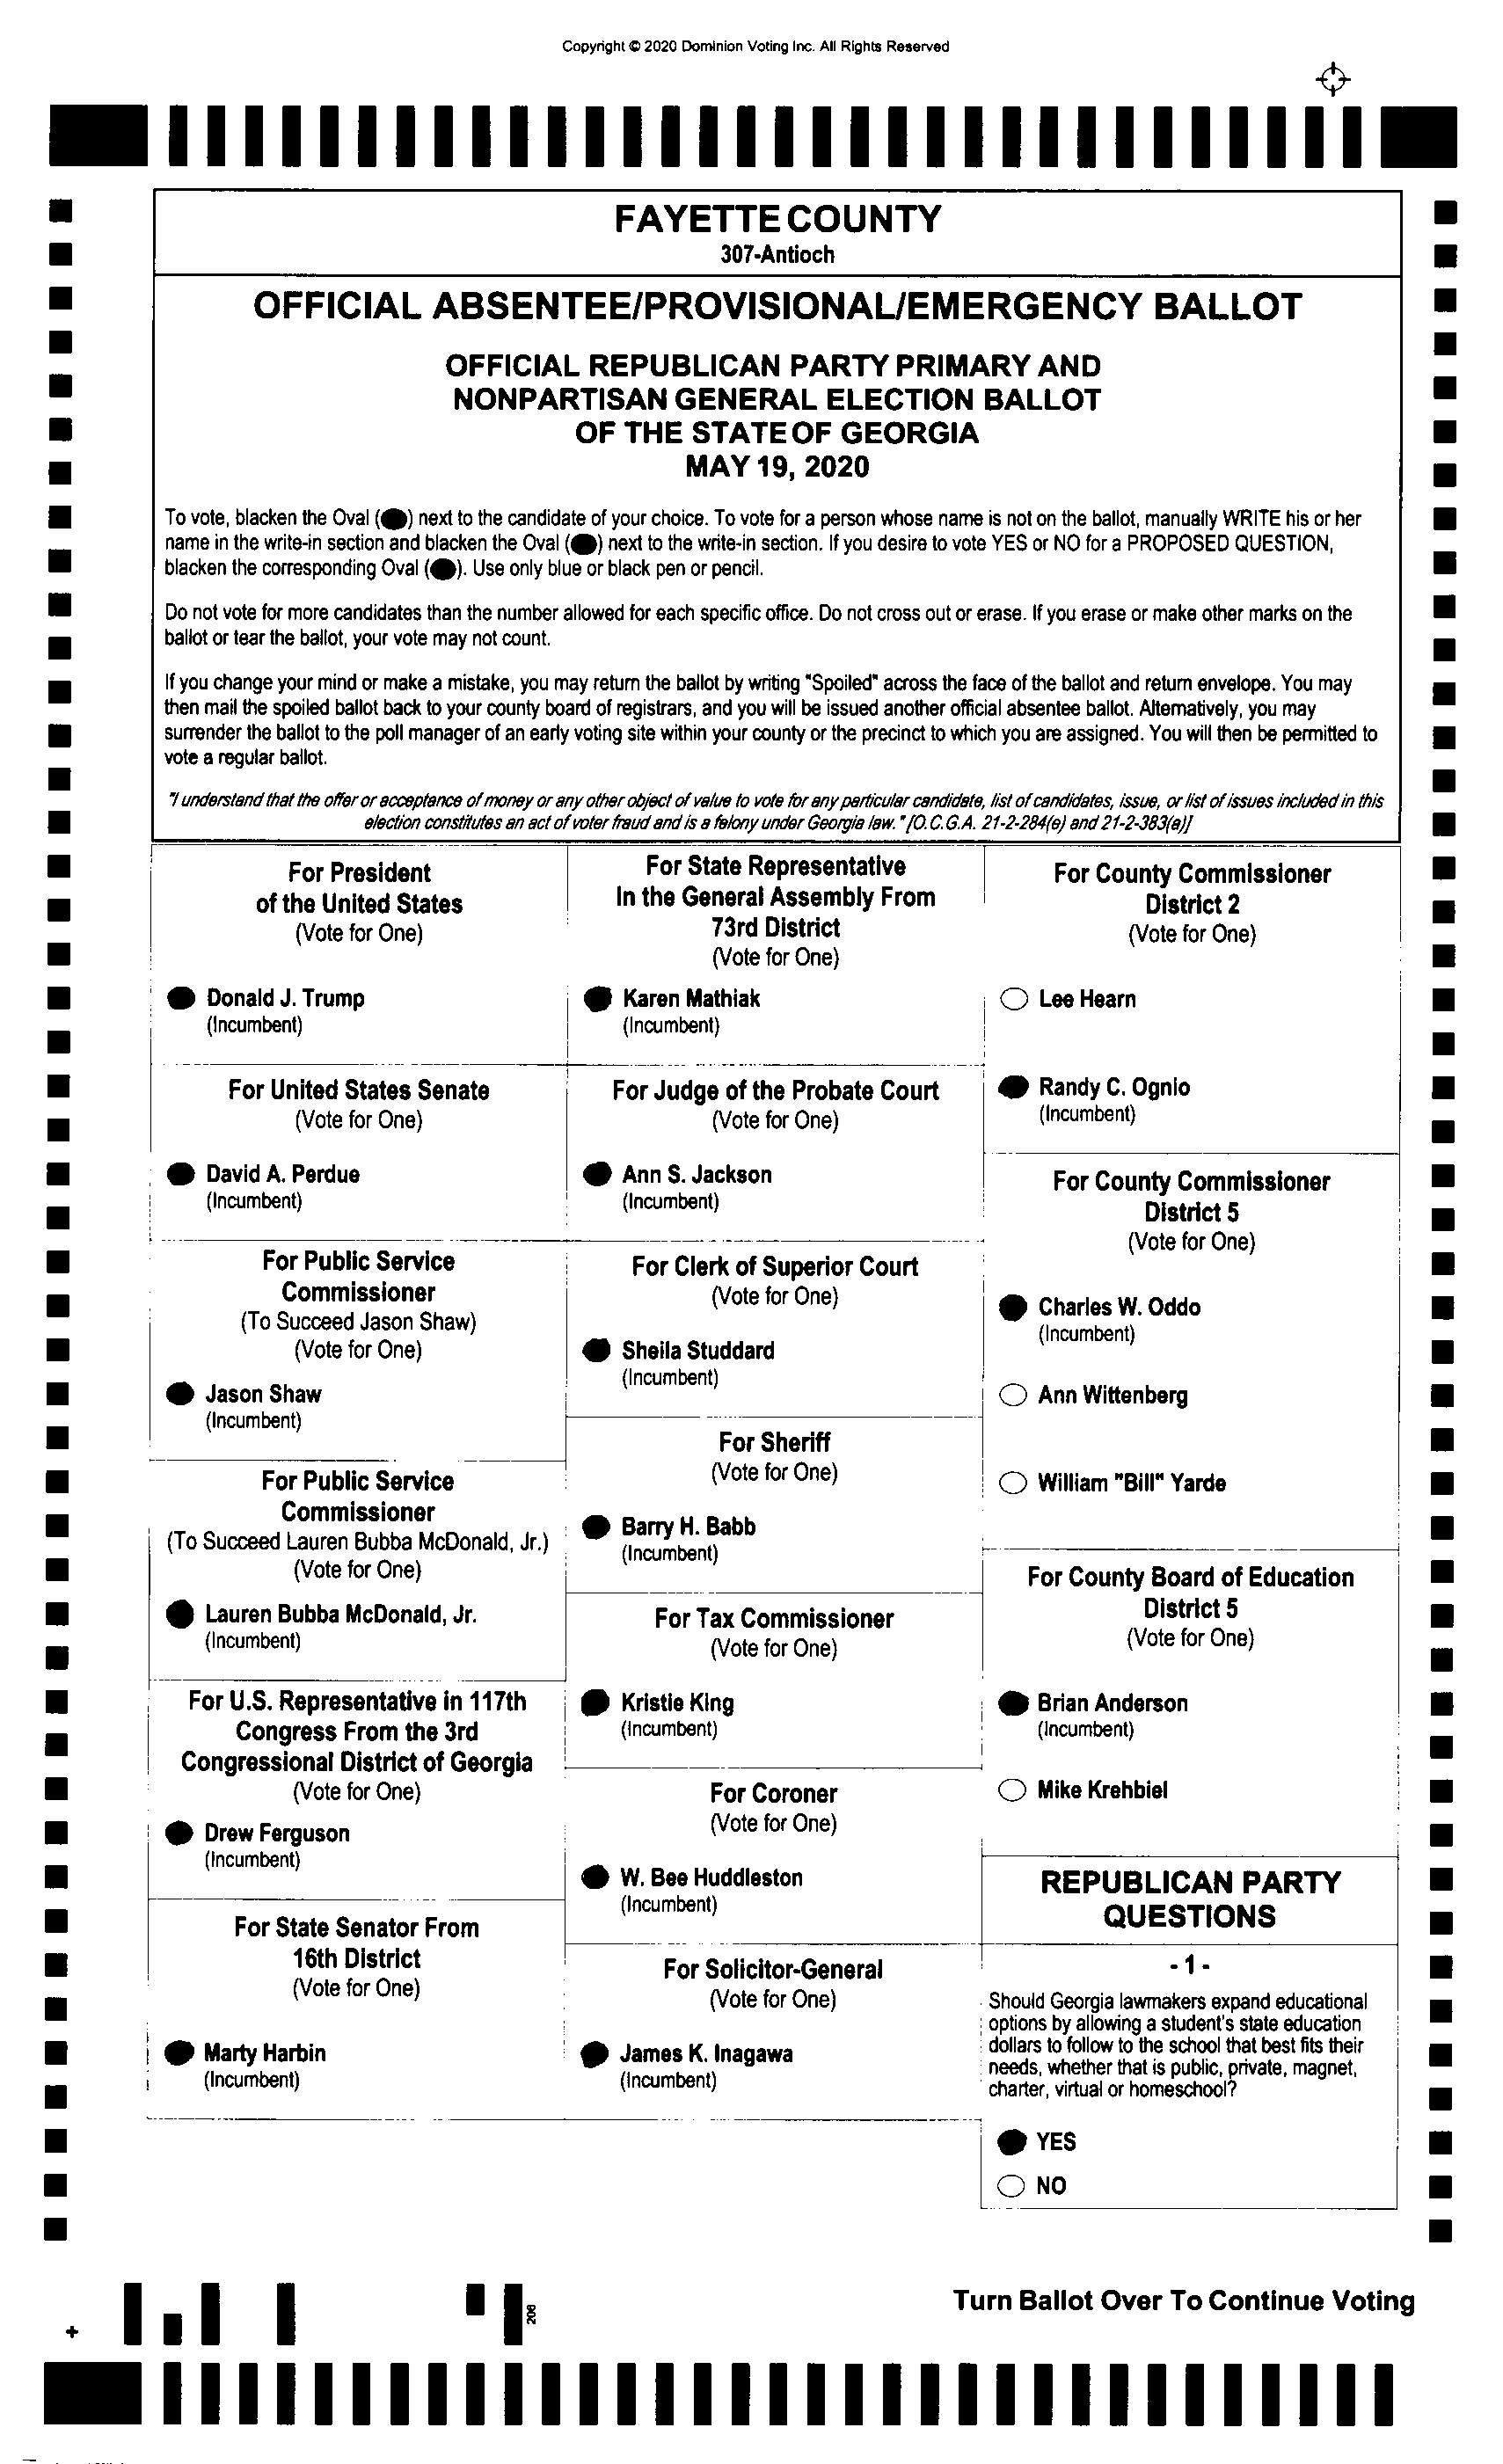 Copyright © 2020 Dominion Voting Inc. All Rights Reserved
FAYETTE COUNTY
307-Antioch
OFFICIAL ABSENTEE/PROVISIONAL/EMERGENCY BALLOT
OFFICIAL REPUBLICAN PARTY PRIMARY AND
NONPARTISAN GENERAL ELECTION BALLOT
OF THE STATE OF GEORGIA
MAY 19, 2020
To vote, blacken the Oval (●) next to the candidate of your choice. To vote for a person whose name is not on the ballot, manually WRITE his or her
name in the write-in section and blacken the Oval (●) next to the write-in section. If you desire to vote YES or NO for a PROPOSED QUESTION,
blacken the corresponding Oval (●). Use only blue or black pen or pencil.
Do not vote for more candidates than the number allowed for each specific office. Do not cross out or erase. If you erase or make other marks on the
ballot or tear the ballot, your vote may not count.
If you change your mind or make a mistake, you may return the ballot by writing "Spoiled" across the face of the ballot and return envelope. You may
then mail the spoiled ballot back to your county board of registrars, and you will be issued another official absentee ballot. Alternatively, you may
surrender the ballot to the poll manager of an early voting site within your county or the precinct to which you are assigned. You will then be permitted to
vote a regular ballot.
"I understand that the offer or acceptance of money or any other object of value to vote for any particular candidate, list of candidates, issue, or list of issues included in this
election constitutes an act of voter fraud and is a felony under Georgia law." [O.C.G.A. 21-2-284(e) and 21-2-383(a)]
For President
of the United States
(Vote for One)
Donald J. Trump
(Incumbent)
For United States Senate
(Vote for One)
David A. Perdue
(Incumbent)
For Public Service
Commissioner
(To Succeed Jason Shaw)
(Vote for One)
Jason Shaw
(Incumbent)
For Public Service
Commissioner
(To Succeed Lauren Bubba McDonald, Jr.)
(Vote for One)
Lauren Bubba McDonald, Jr.
(Incumbent)
For U.S. Representative in 117th
Congress From the 3rd
Congressional District of Georgia
(Vote for One)
Drew Ferguson
(Incumbent)
For State Senator From
16th District
(Vote for One)
Marty Harbin
(Incumbent)
For State Representative
In the General Assembly From
73rd District
(Vote for One)
Karen Mathiak
(Incumbent)
For Judge of the Probate Court
(Vote for One)
Ann S. Jackson
(Incumbent)
For Clerk of Superior Court
(Vote for One)
Sheila Studdard
(Incumbent)
For Sheriff
(Vote for One)
Barry H. Babb
(Incumbent)
For Tax Commissioner
(Vote for One)
Kristie King
(Incumbent)
For Coroner
(Vote for One)
W. Bee Huddleston
(Incumbent)
For Solicitor-General
(Vote for One)
James K. Inagawa
(Incumbent)
For County Commissioner
District 2
(Vote for One)
Lee Hearn
Randy C. Ognio
(Incumbent)
For County Commissioner
District 5
(Vote for One)
Charles W. Oddo
(Incumbent)
Ann Wittenberg
William "Bill" Yarde
For County Board of Education
District 5
(Vote for One)
Brian Anderson
(Incumbent)
Mike Krehbiel
REPUBLICAN PARTY
QUESTIONS
- 1 -
Should Georgia lawmakers expand educational
options by allowing a student's state education
dollars to follow to the school that best fits their
needs, whether that is public, private, magnet,
charter, virtual or homeschool?
YES
NO
Turn Ballot Over To Continue Voting
206